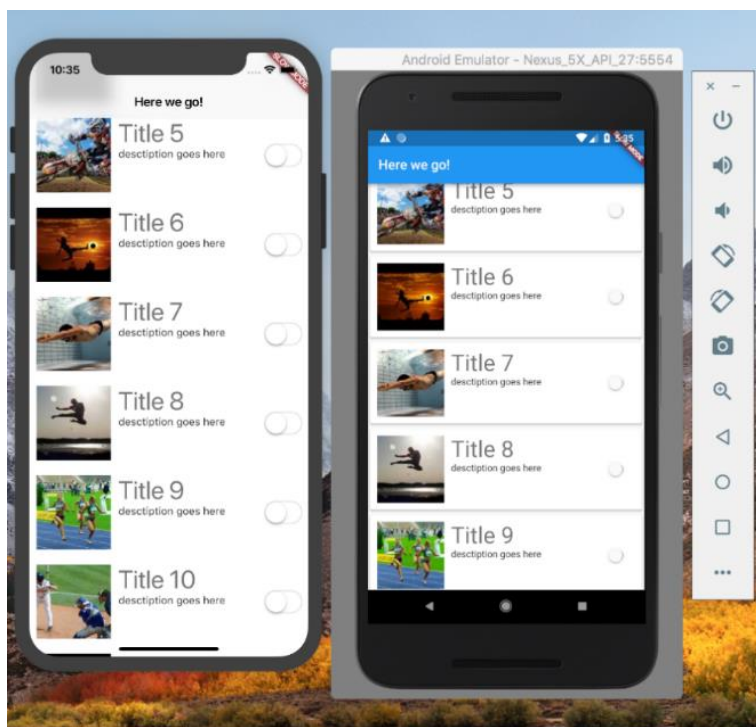 Android Emulator - Nexus_5X_API_27:5554
10:35
Here we go!
Title 5
desctiption goes here
Title 6
desctiption goes here
Title 7
desctiption goes here
Title 8
desctiption goes here
Title 9
desctiption goes here
Title 10
desctiption goes here
5:35
Here we go!
Title 5
desctiption goes here
Title 6
desctiption goes here
Title 7
desctiption goes here
Title 8
desctiption goes here
Title 9
desctiption goes here